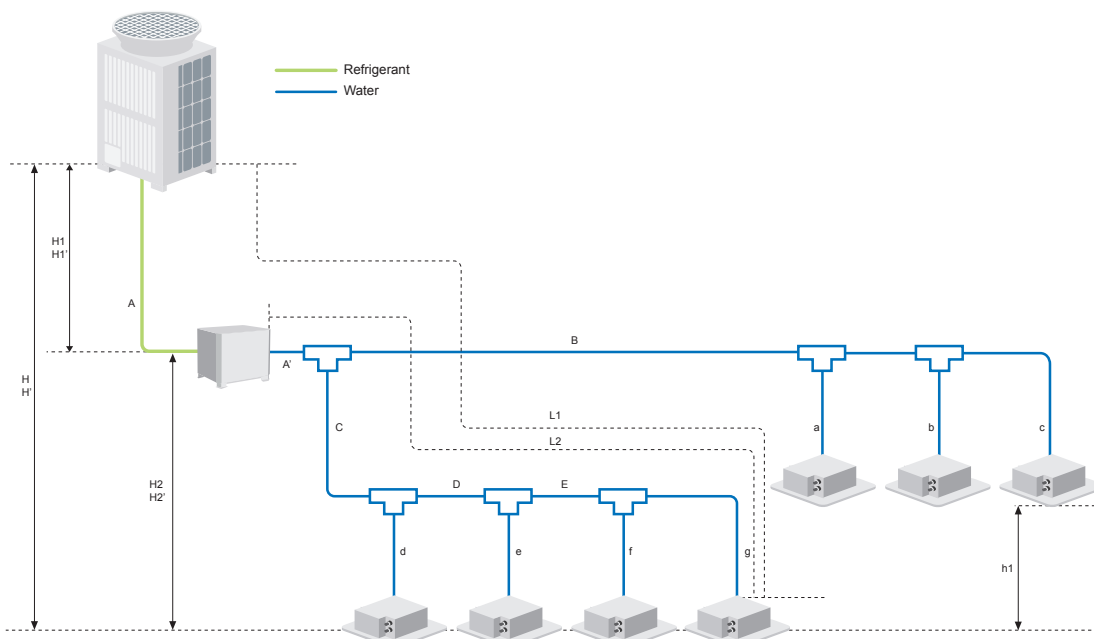 Refrigerant
Water
H1
H1'
A
B
A'
H
H'
L1
a
b
c
C
L2
H2
H2'
D
E
d
e
f
g
h1